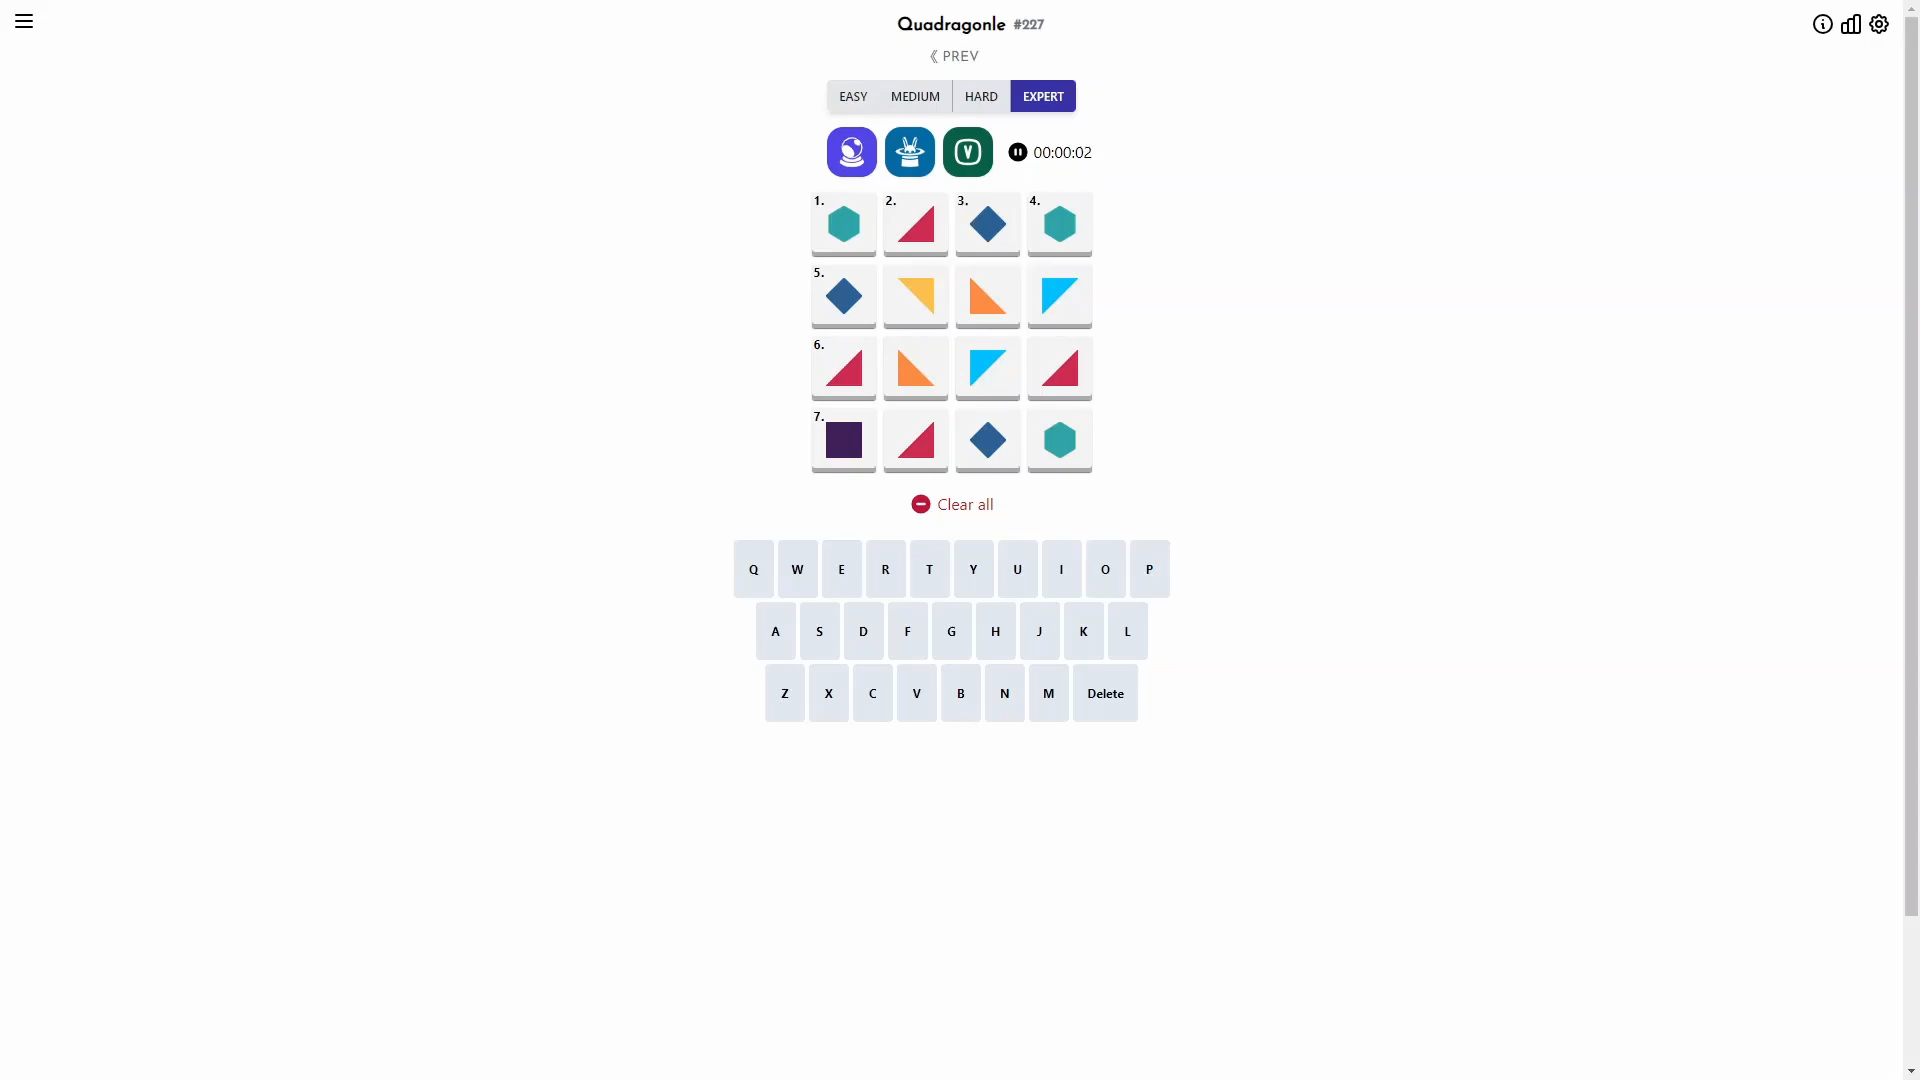 Quadragonle #227
PREV
EASY MEDIUM HARD EXPERT
V 00:00:02
1. 2. 3. 4.
5.
6.
7.
Clear all
Q W E R T Y U I O P
A S D F G H J K L
Z X C V B N M Delete